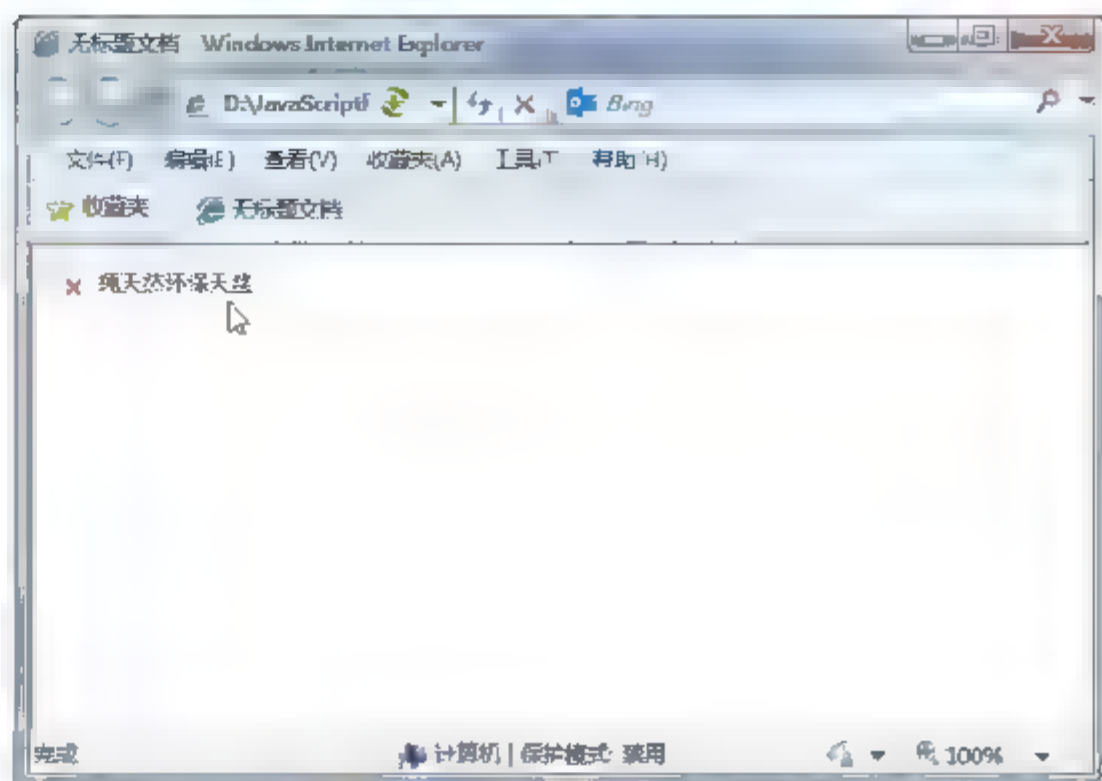 无标题文档 Windows Internet Explorer
D:\JavaScript\ Bing
文件(F) 编辑(E) 查看(V) 收藏夹(A) 工具(T 帮助(H)
收藏夹 无标题文档
纯天然环保天丝
完成 计算机 | 保护模式: 禁用 100%